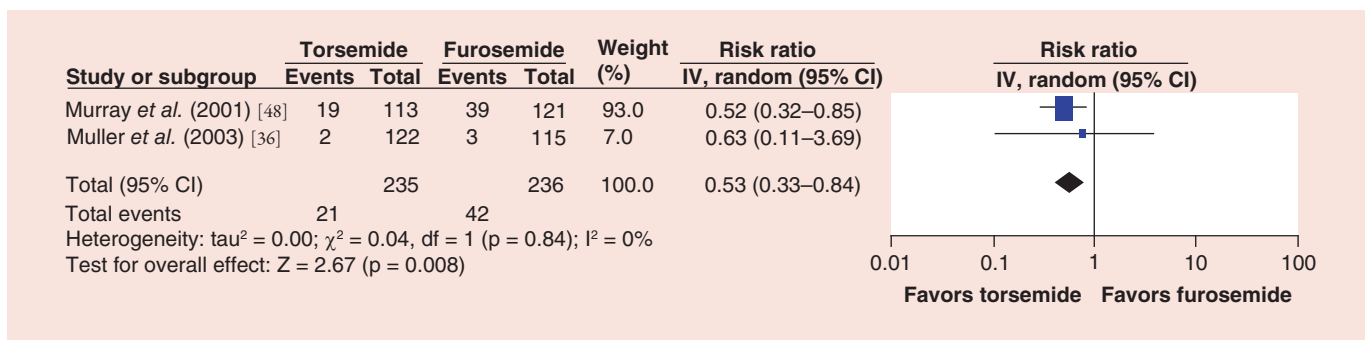 Torsemide Furosemide Weight (%) Risk ratio Risk ratio
Study or subgroup Events Total Events Total IV, random (95% CI) IV, random (95% CI)
Murray et al. (2001) [48] 19 113 39 121 93.0 0.52 (0.32–0.85)
Muller et al. (2003) [36] 2 122 3 115 7.0 0.63 (0.11–3.69)
Total (95% CI) 235 236 100.0 0.53 (0.33–0.84)
Total events 21 42
Heterogeneity: tau² = 0.00; χ² = 0.04, df = 1 (p = 0.84); I² = 0%
Test for overall effect: Z = 2.67 (p = 0.008)
0.01 0.1 1 10 100
Favors torsemide Favors furosemide